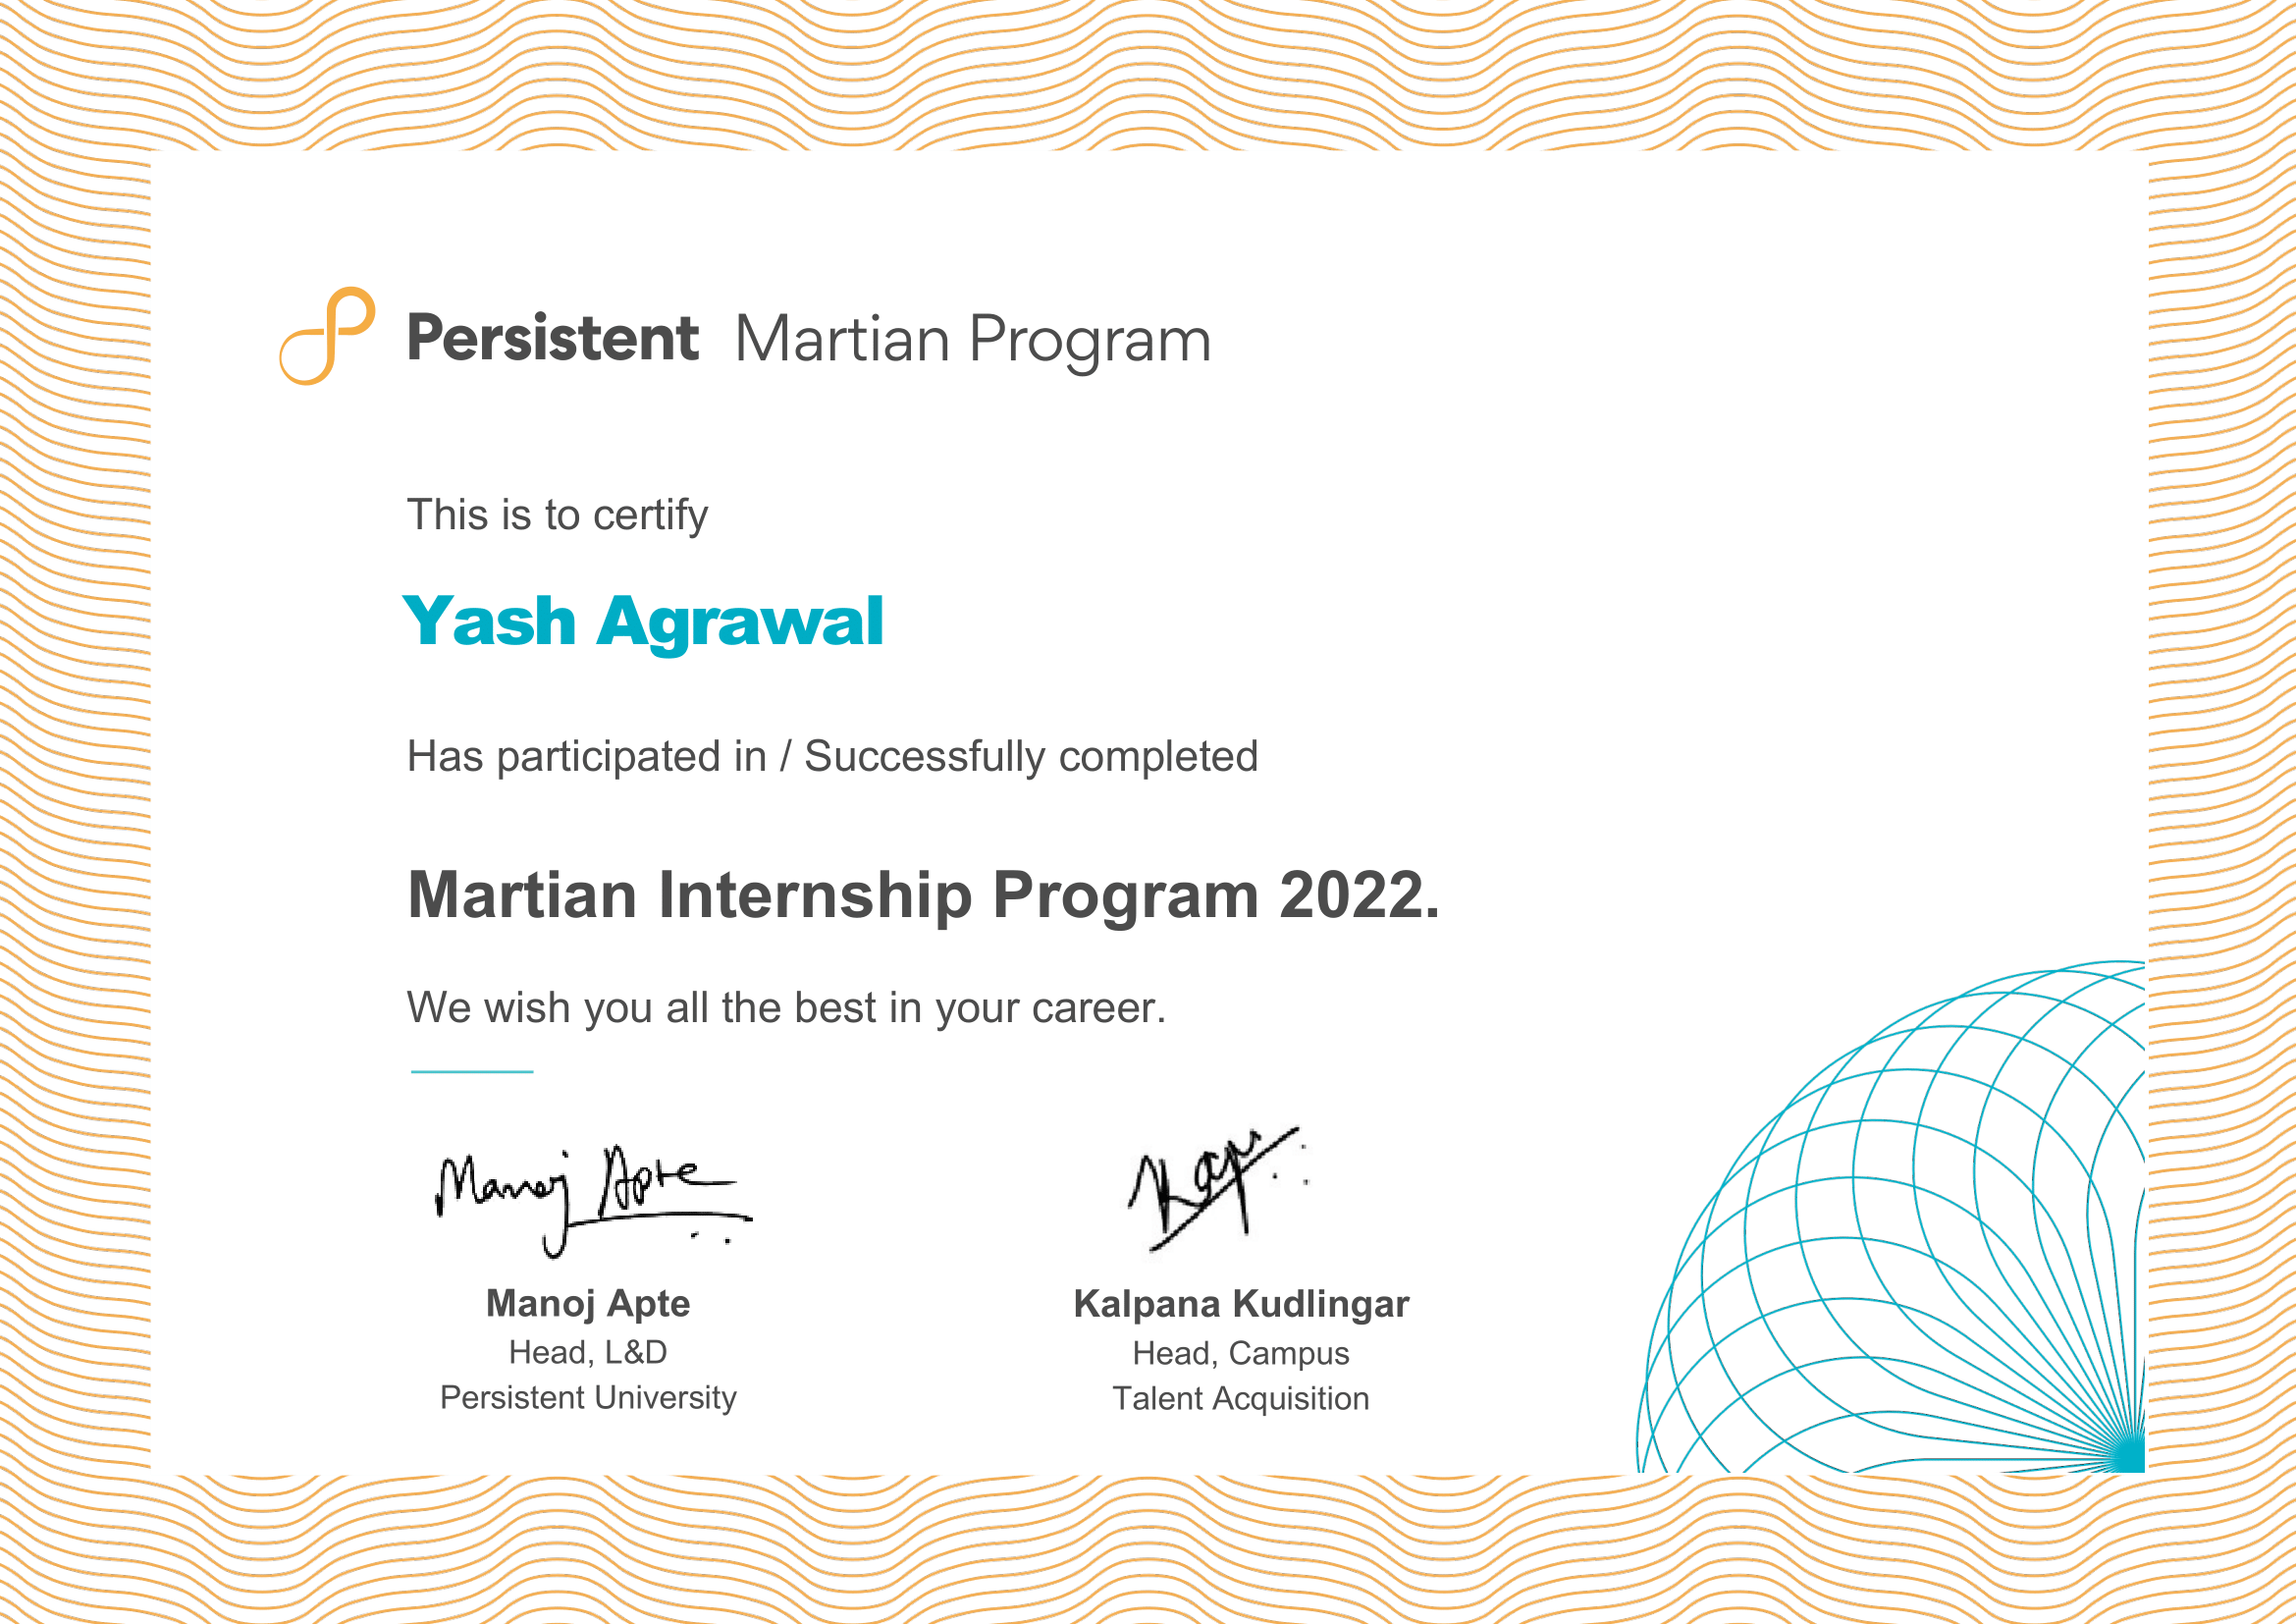 Persistent Martian Program
This is to certify
Yash Agrawal
Has participated in / Successfully completed
Martian Internship Program 2022.
We wish you all the best in your career.
Manoj Apte
Kap
Manoj Apte
Head, L&D
Persistent University
Kalpana Kudlingar
Head, Campus
Talent Acquisition